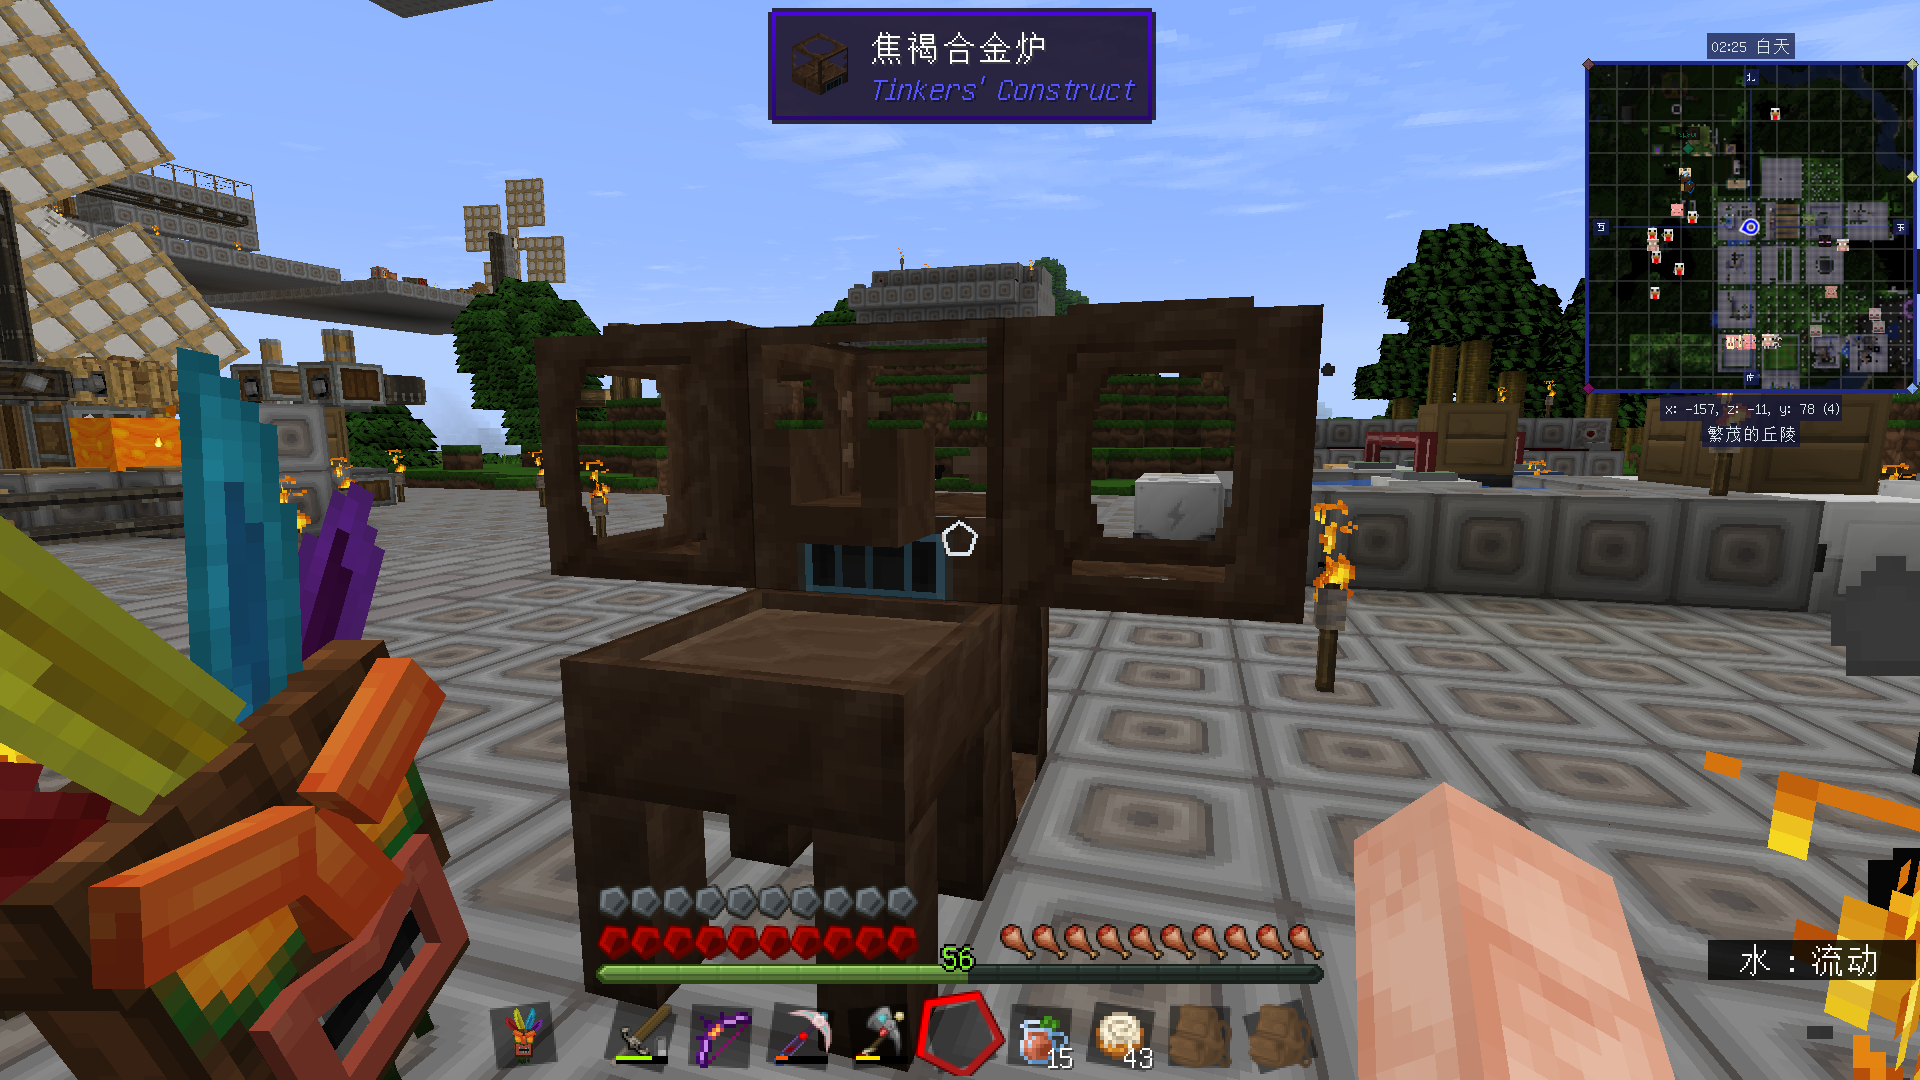 焦褐合金炉
Tinkers' Construct
02:25 白天
北
x: -157, z: -11, y: 78 (4)
繁茂的丘陵
56
水：流动
15
43